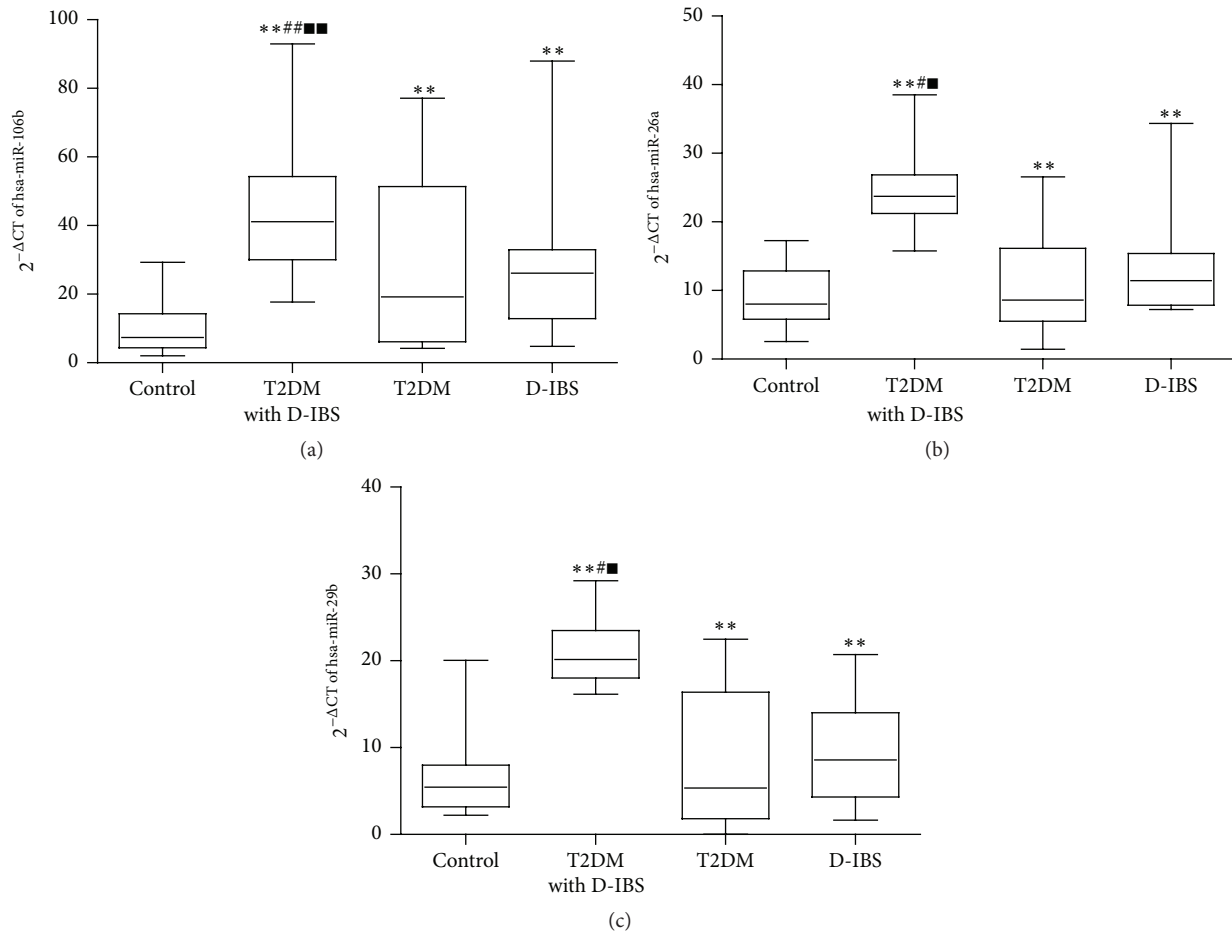 100
80
60
40
20
0
2^−ΔCT of hsa-miR-106b
**##■■
**
**
Control
T2DM
with D-IBS
T2DM
D-IBS
(a)
50
40
30
20
10
0
2^−ΔCT of hsa-miR-26a
**#■
**
**
Control
T2DM
with D-IBS
T2DM
D-IBS
(b)
40
30
20
10
0
2^−ΔCT of hsa-miR-29b
**#■
**
**
Control
T2DM
with D-IBS
T2DM
D-IBS
(c)